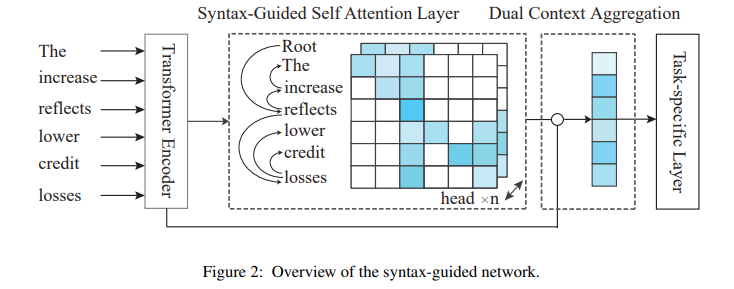 Syntax-Guided Self Attention Layer
Dual Context Aggregation
The
increase
reflects
lower
credit
losses
Transformer Encoder
Root
The
increase
reflects
lower
credit
losses
head ×n
Task-specific Layer
Figure 2: Overview of the syntax-guided network.